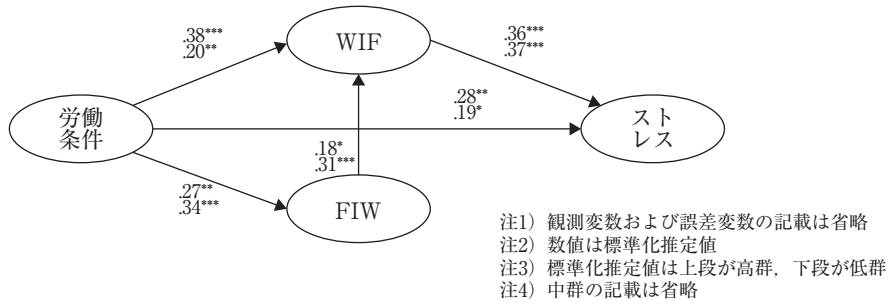 .38***
.20**
WIF
.36***
.37***
労働
条件
.28**
.19*
スト
レス
.18*
.31***
.27**
.34***
FIW
注1）観測変数および誤差変数の記載は省略
注2）数値は標準化推定値
注3）標準化推定値は上段が高群，下段が低群
注4）中群の記載は省略